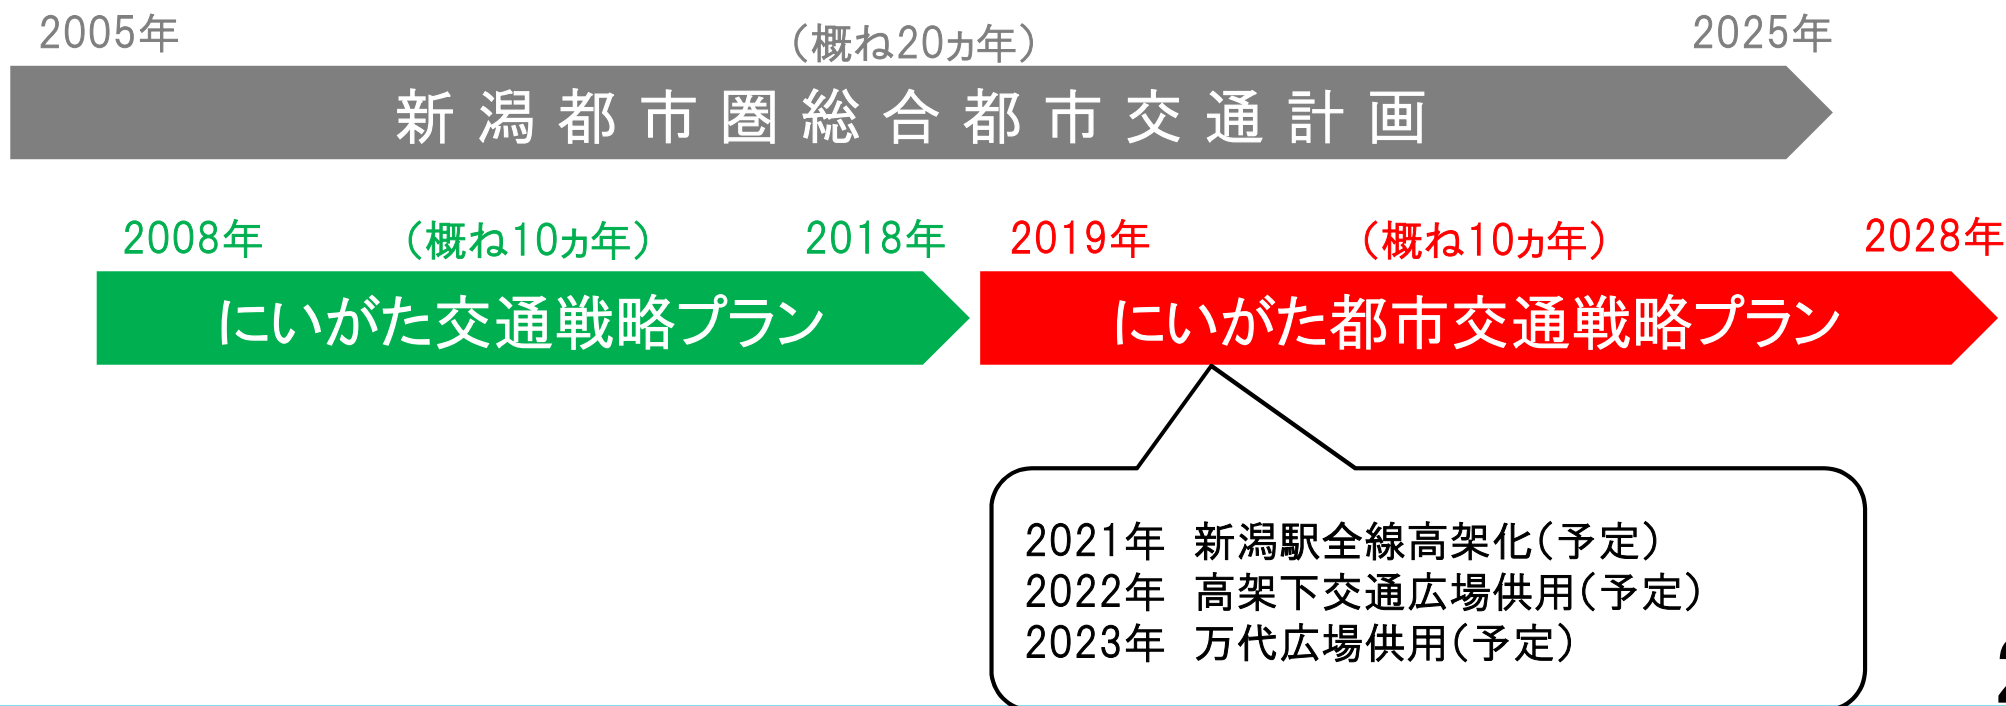 2005年 (概ね20ヵ年) 2025年
新潟都市圏総合都市交通計画
2008年 (概ね10ヵ年) 2018年 2019年 (概ね10ヵ年) 2028年
にいがた交通戦略プラン にいがた都市交通戦略プラン
2021年 新潟駅全線高架化(予定)
2022年 高架下交通広場供用(予定)
2023年 万代広場供用(予定)